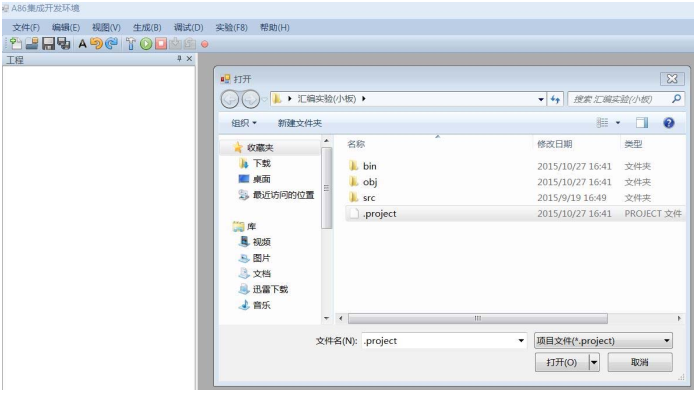 A86集成开发环境
文件(F) 编辑(E) 视图(V) 生成(B) 调试(D) 实验(F8) 帮助(H)
A
工程
打开
汇编实验(小板)
搜索 汇编实验(小板)
组织 新建文件夹
收藏夹
下载
桌面
最近访问的位置
库
视频
图片
文档
迅雷下载
音乐
名称 修改日期 类型
bin 2015/10/27 16:41 文件夹
obj 2015/10/27 16:41 文件夹
src 2015/9/19 16:49 文件夹
.project 2015/10/27 16:41 PROJECT 文件
文件名(N): .project 项目文件(*.project)
打开(O) 取消